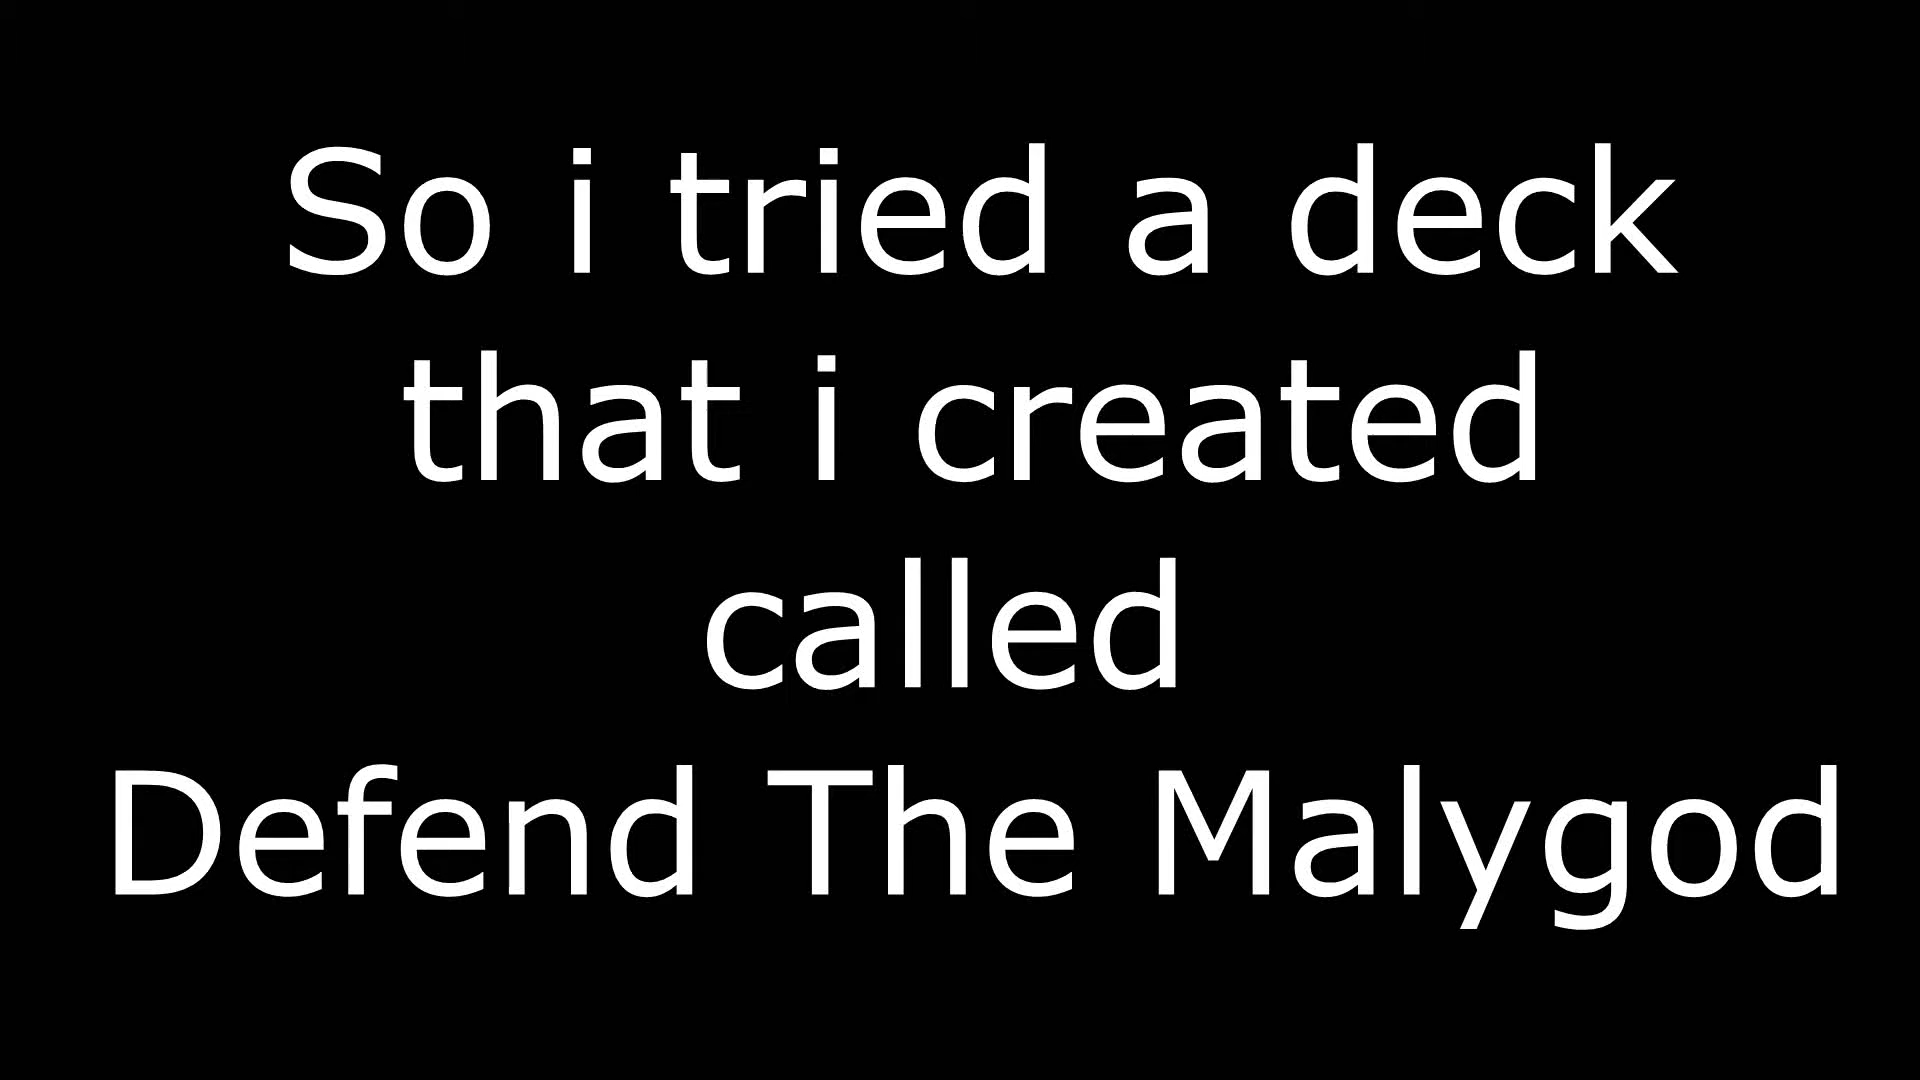 So i tried a deck
that i created
called
Defend The Malygod